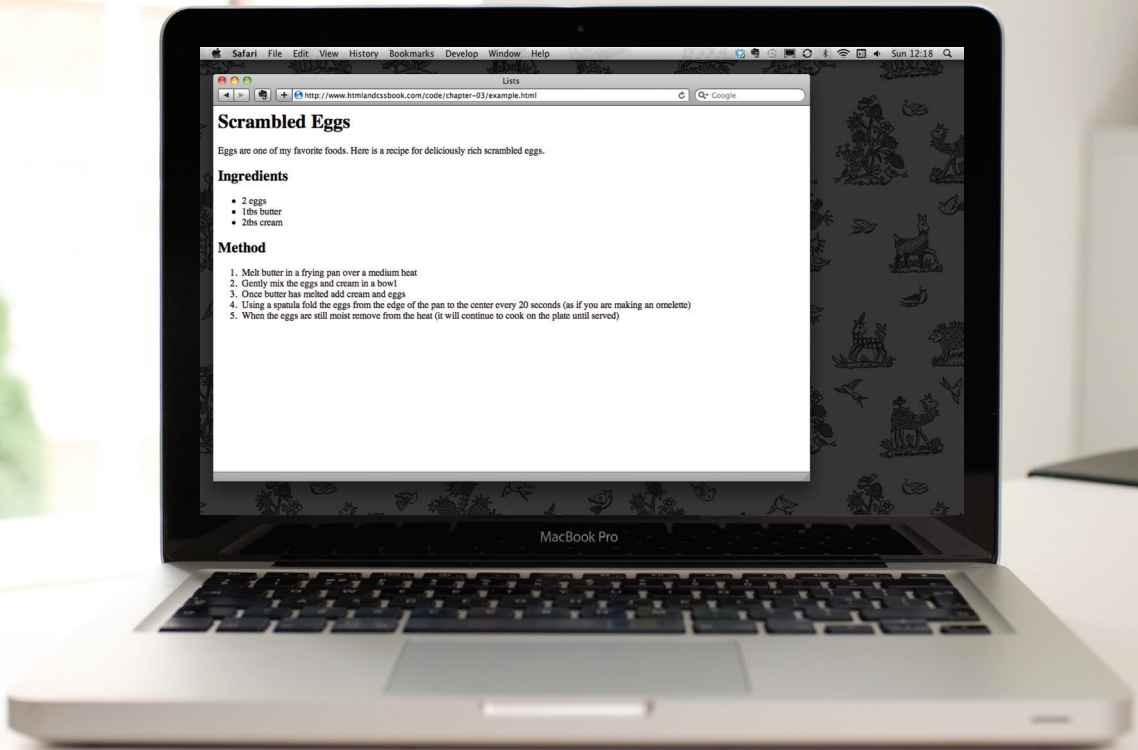 Safari File Edit View History Bookmarks Develop Window Help Sun 12:18
Lists
http://www.htmlandcssbook.com/code/chapter-03/example.html Google
Scrambled Eggs
Eggs are one of my favorite foods. Here is a recipe for deliciously rich scrambled eggs.
Ingredients
• 2 eggs
• 1tbs butter
• 2tbs cream
Method
1. Melt butter in a frying pan over a medium heat
2. Gently mix the eggs and cream in a bowl
3. Once butter has melted add cream and eggs
4. Using a spatula fold the eggs from the edge of the pan to the center every 20 seconds (as if you are making an omelette)
5. When the eggs are still moist remove from the heat (it will continue to cook on the plate until served)
MacBook Pro